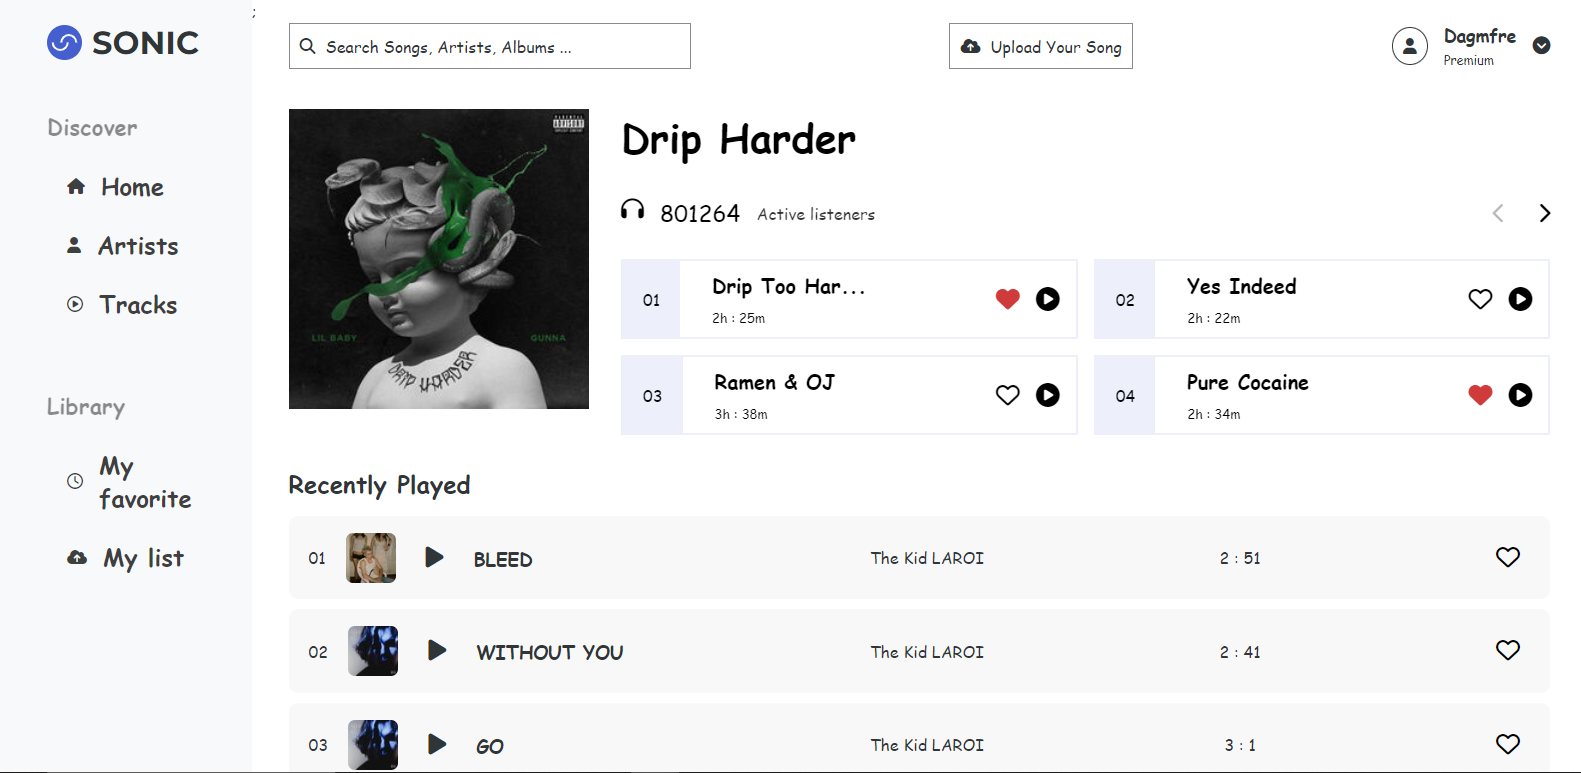 SONIC
;
Search Songs, Artists, Albums ...
Upload Your Song
Dagmfre
Premium
Discover
Home
Artists
Tracks
Library
My
favorite
My list
PARENTAL
ADVISORY
EXPLICIT CONTENT
LIL BABY
GUNNA
DRIP HARDER
Drip Harder
801264 Active listeners
01
Drip Too Har...
2h : 25m
02
Yes Indeed
2h : 22m
03
Ramen & OJ
3h : 38m
04
Pure Cocaine
2h : 34m
Recently Played
01 BLEED The Kid LAROI 2 : 51
02 WITHOUT YOU The Kid LAROI 2 : 41
03 GO The Kid LAROI 3 : 1